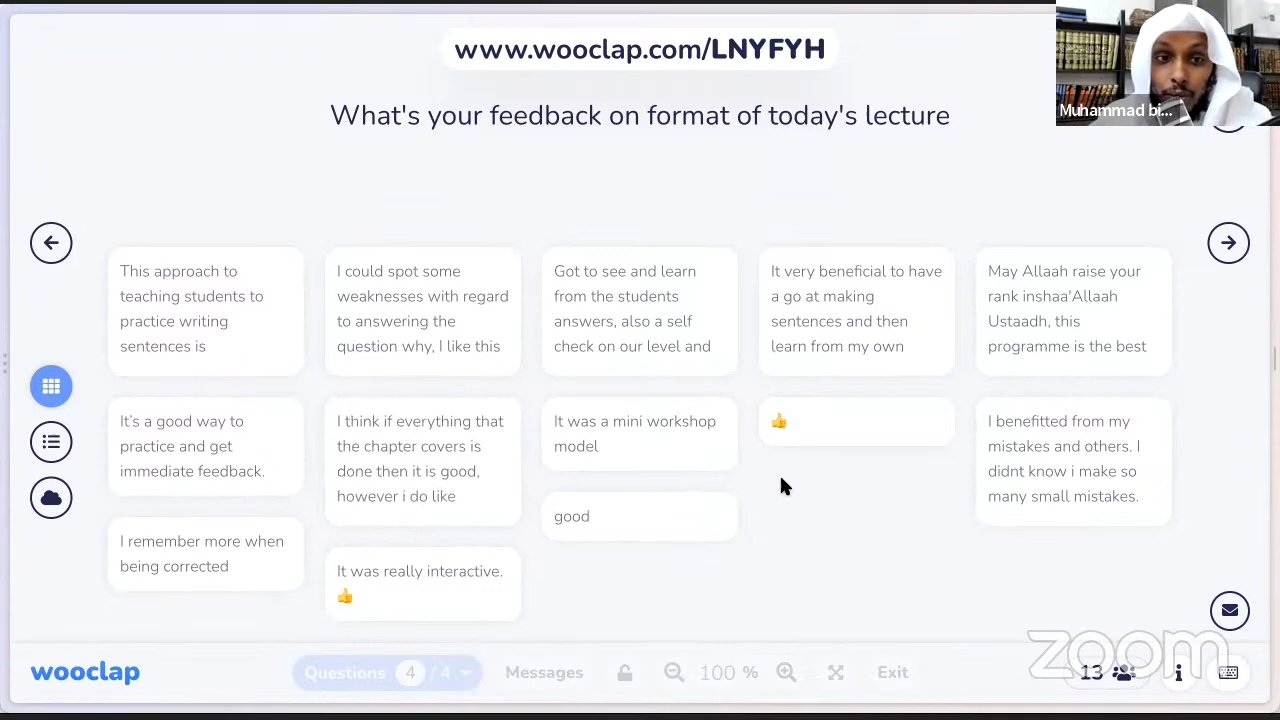 www.wooclap.com/LNYFYH
Muhammad bi...
What's your feedback on format of today's lecture
This approach to
teaching students to
practice writing
sentences is
I could spot some
weaknesses with regard
to answering the
question why, I like this
Got to see and learn
from the students
answers, also a self
check on our level and
It very beneficial to have
a go at making
sentences and then
learn from my own
May Allaah raise your
rank inshaa'Allaah
Ustaadh, this
programme is the best
It's a good way to
practice and get
immediate feedback.
I think if everything that
the chapter covers is
done then it is good,
however i do like
It was a mini workshop
model
👍
I benefitted from my
mistakes and others. I
didnt know i make so
many small mistakes.
good
I remember more when
being corrected
It was really interactive.
👍
zoom
wooclap
Questions 4 / 4
Messages
100 %
Exit
13